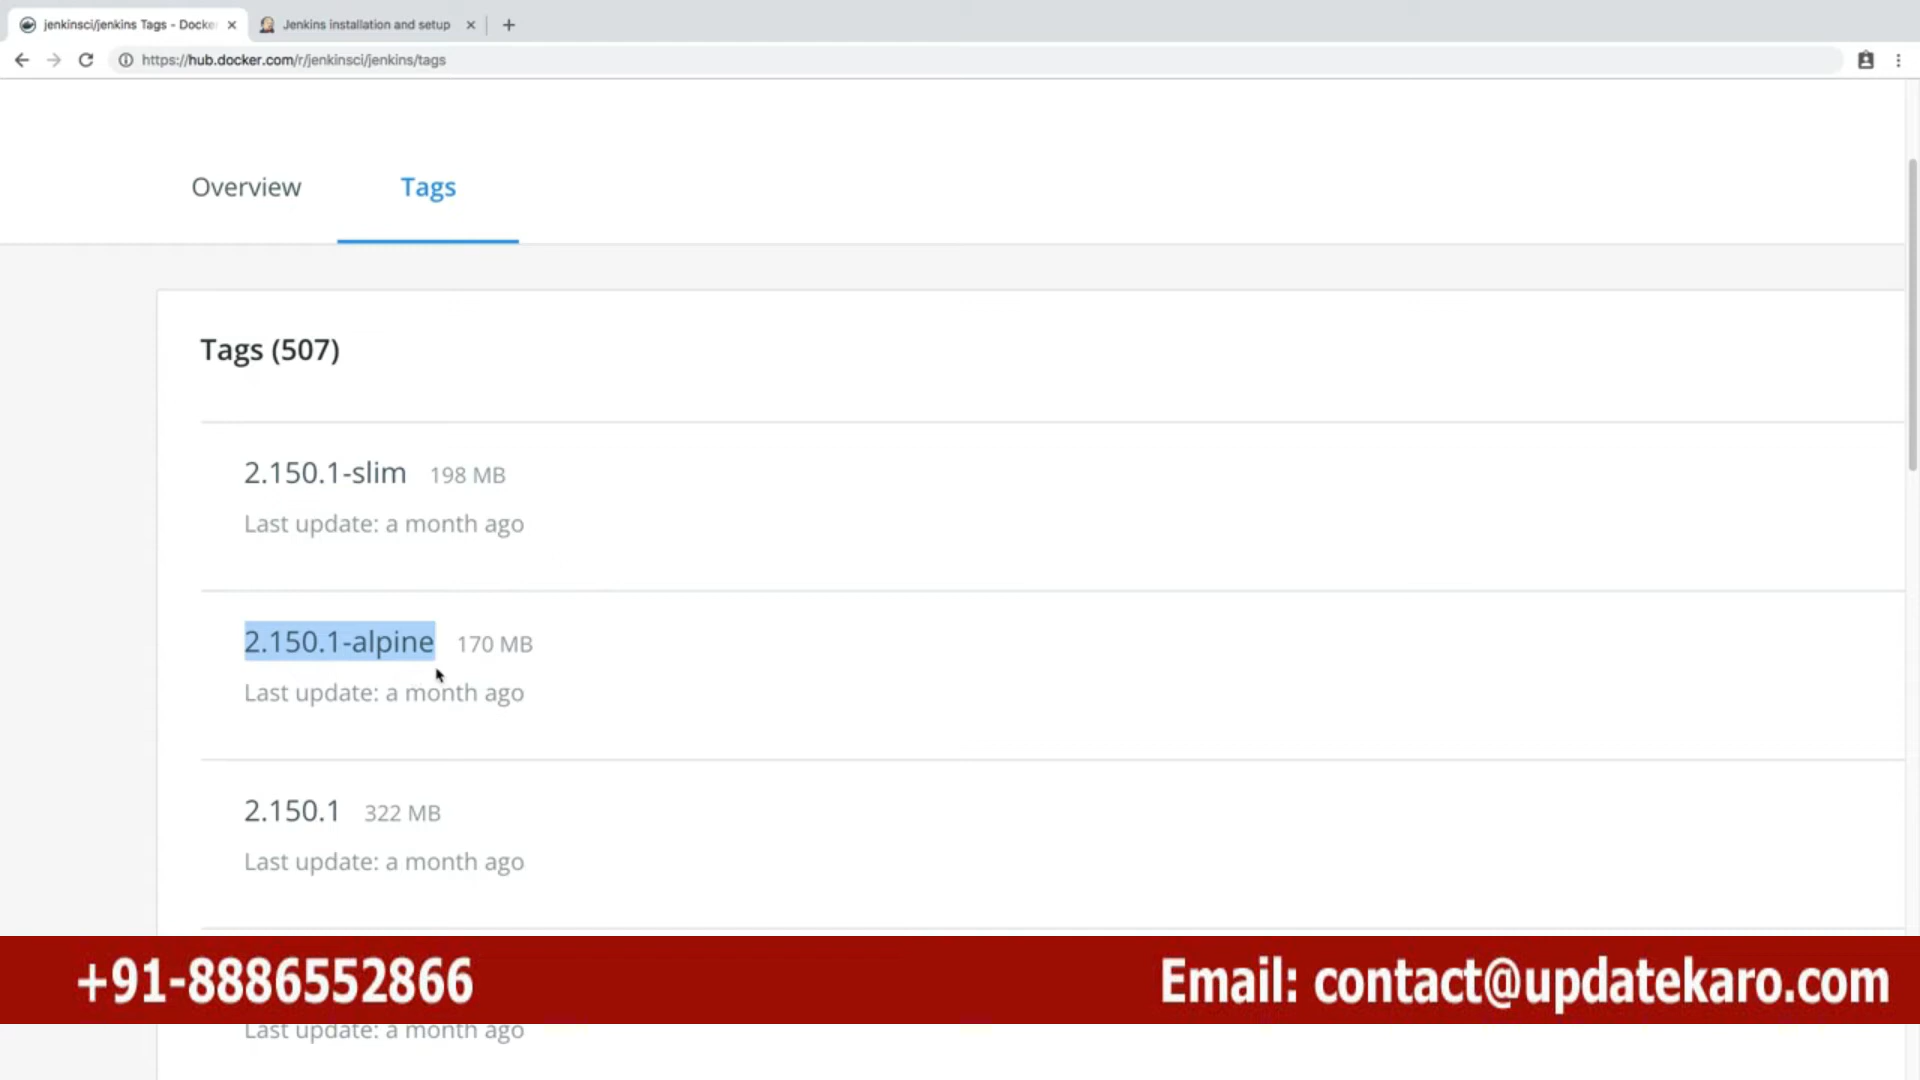 jenkinsci/jenkins Tags - Docke
Jenkins installation and setup
https://hub.docker.com/r/jenkinsci/jenkins/tags
Overview
Tags
Tags (507)
2.150.1-slim 198 MB
Last update: a month ago
2.150.1-alpine 170 MB
Last update: a month ago
2.150.1 322 MB
Last update: a month ago
+91-8886552866
Email: contact@updatekaro.com
Last update: a month ago